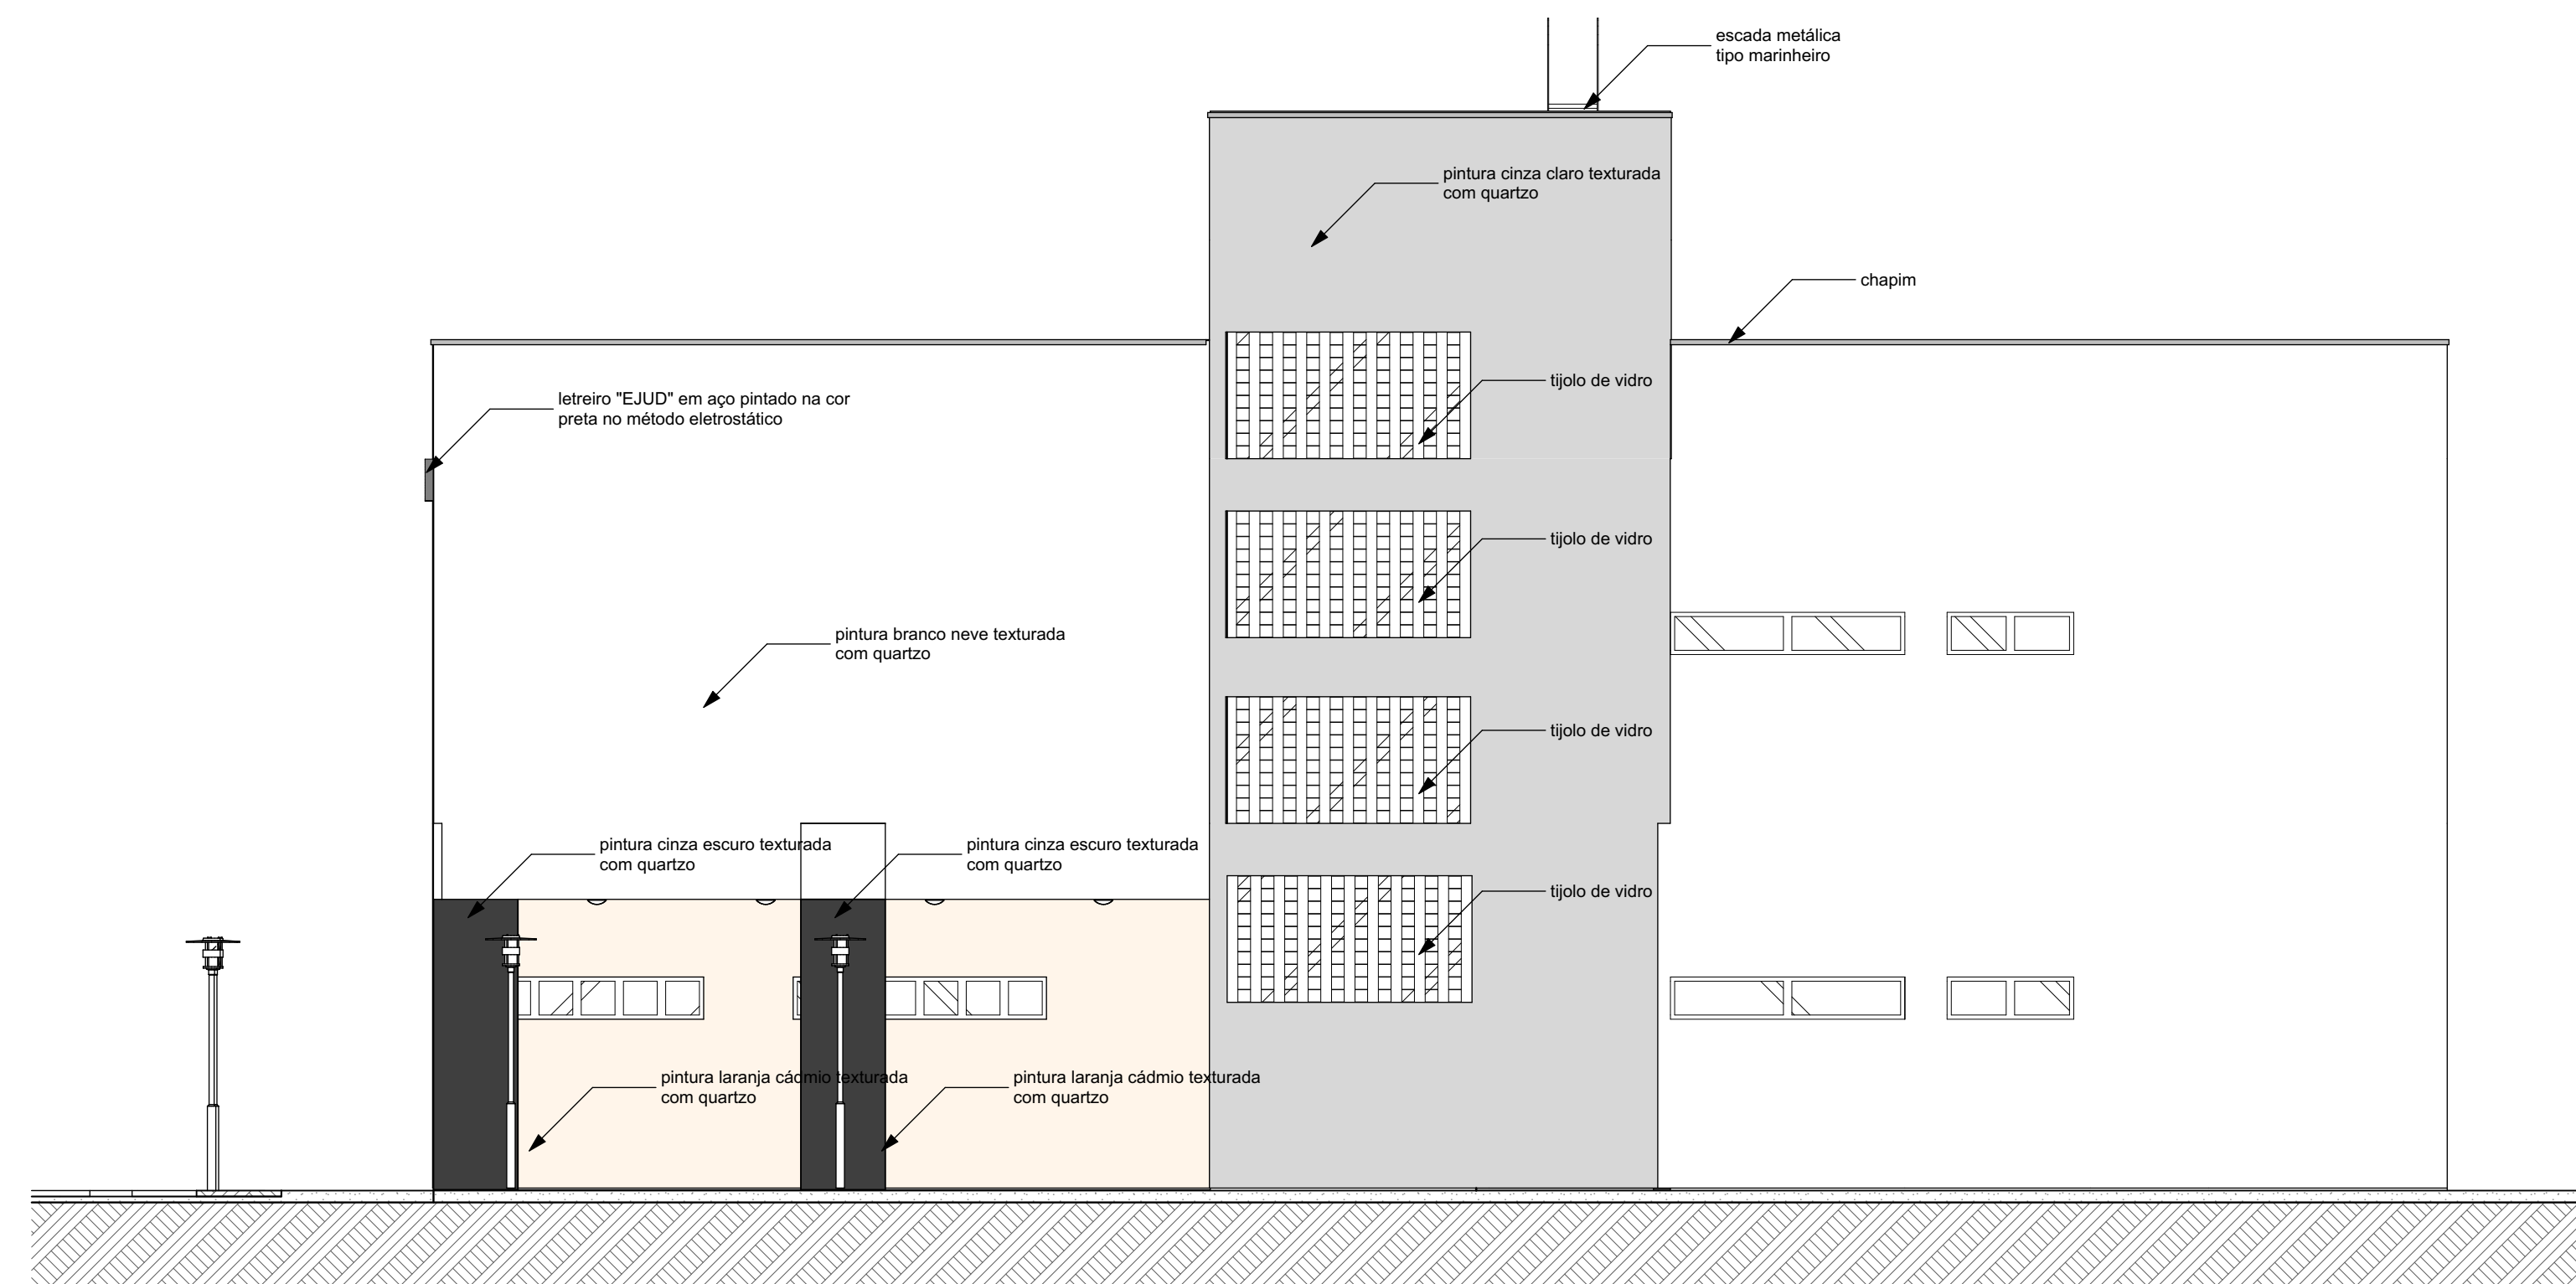 escada metálica
tipo marinheiro
pintura cinza claro texturada
com quartzo
chapim
letreiro "EJUD" em aço pintado na cor
preta no método eletrostático
tijolo de vidro
tijolo de vidro
pintura branco neve texturada
com quartzo
tijolo de vidro
pintura cinza escuro texturada
com quartzo
pintura cinza escuro texturada
com quartzo
tijolo de vidro
pintura laranja cádmio texturada
com quartzo
pintura laranja cádmio texturada
com quartzo